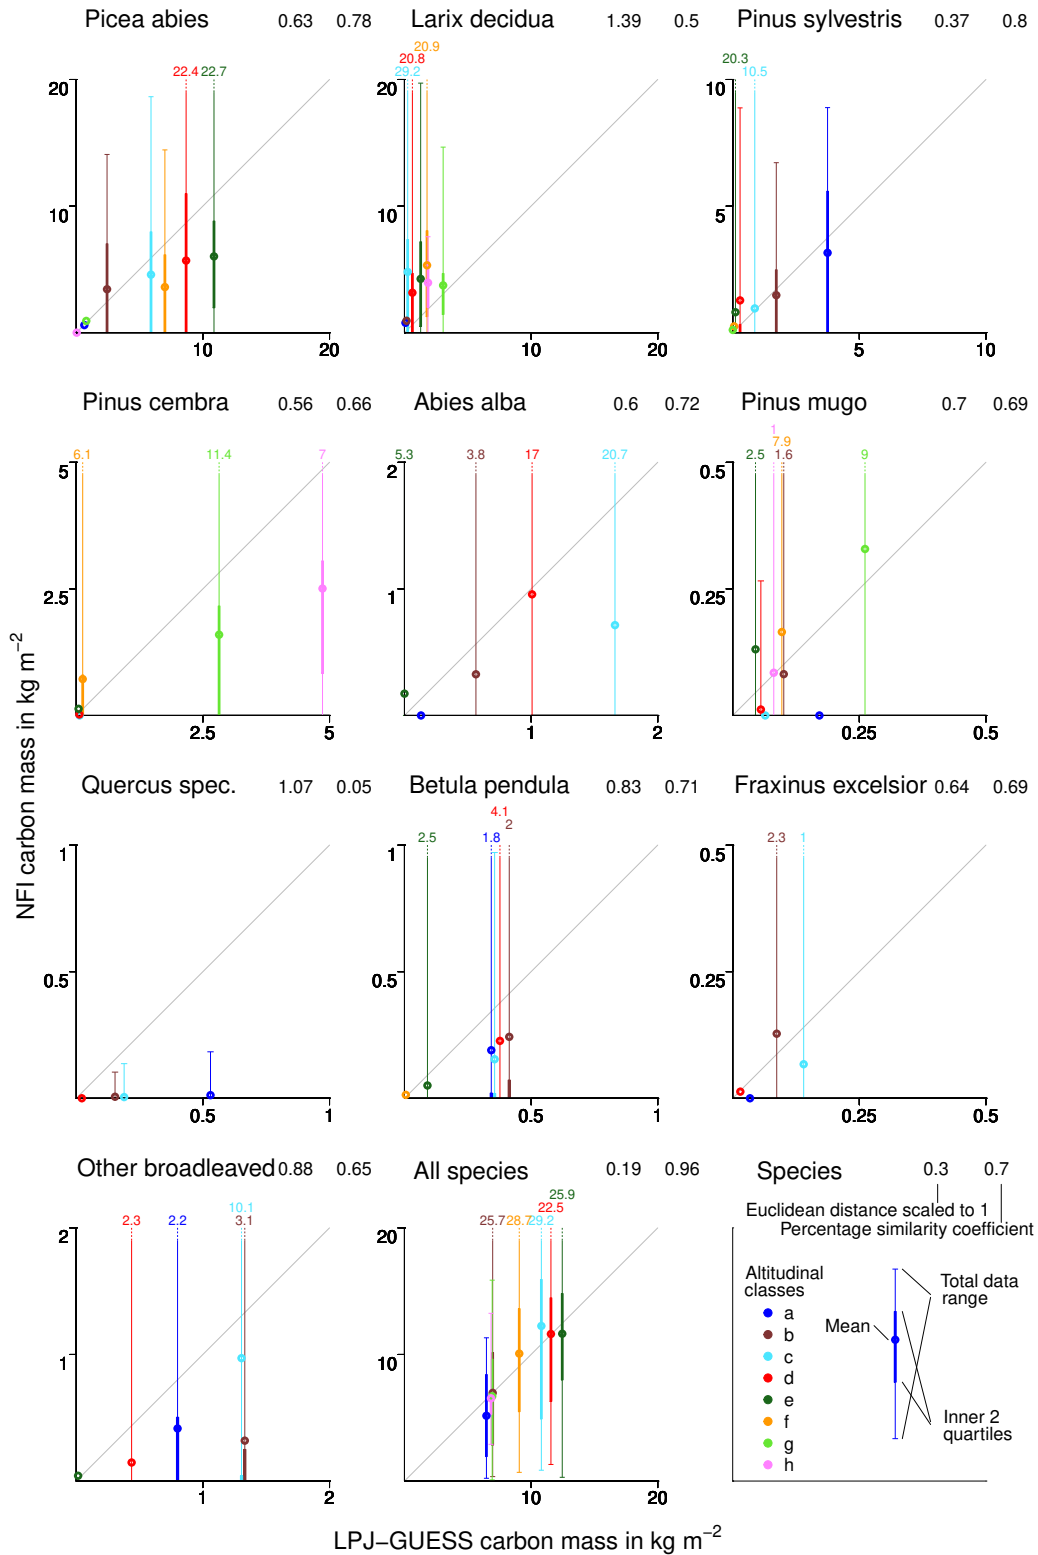 Picea abies 0.63 0.78
Larix decidua 1.39 0.5
Pinus sylvestris 0.37 0.8
22.4 22.7
20
10
10 20
20.9
20.8
29.2
20
10
10 20
20.3
10.5
10
5
5 10
Pinus cembra 0.56 0.66
Abies alba 0.6 0.72
Pinus mugo 0.7 0.69
6.1 11.4 7
5
2.5
2.5 5
5.3 3.8 17 20.7
2
1
1 2
1
7.9
2.5 1.6 9
0.5
0.25
0.25 0.5
Quercus spec. 1.07 0.05
Betula pendula 0.83 0.71
Fraxinus excelsior 0.64 0.69
1
0.5
0.5 1
4.1
2
2.5 1.8
1
0.5
0.5 1
2.3 1
0.5
0.25
0.25 0.5
Other broadleaved 0.88 0.65
All species 0.19 0.96
Species 0.3 0.7
10.1
2.3 2.2 3.1
2
1
1 2
25.9
22.5
25.7 28.7 29.2
20
10
10 20
Euclidean distance scaled to 1
Percentage similarity coefficient
Altitudinal
classes
a
b
c
d
e
f
g
h
Mean
Total data
range
Inner 2
quartiles
NFI carbon mass in kg m⁻²
LPJ−GUESS carbon mass in kg m⁻²